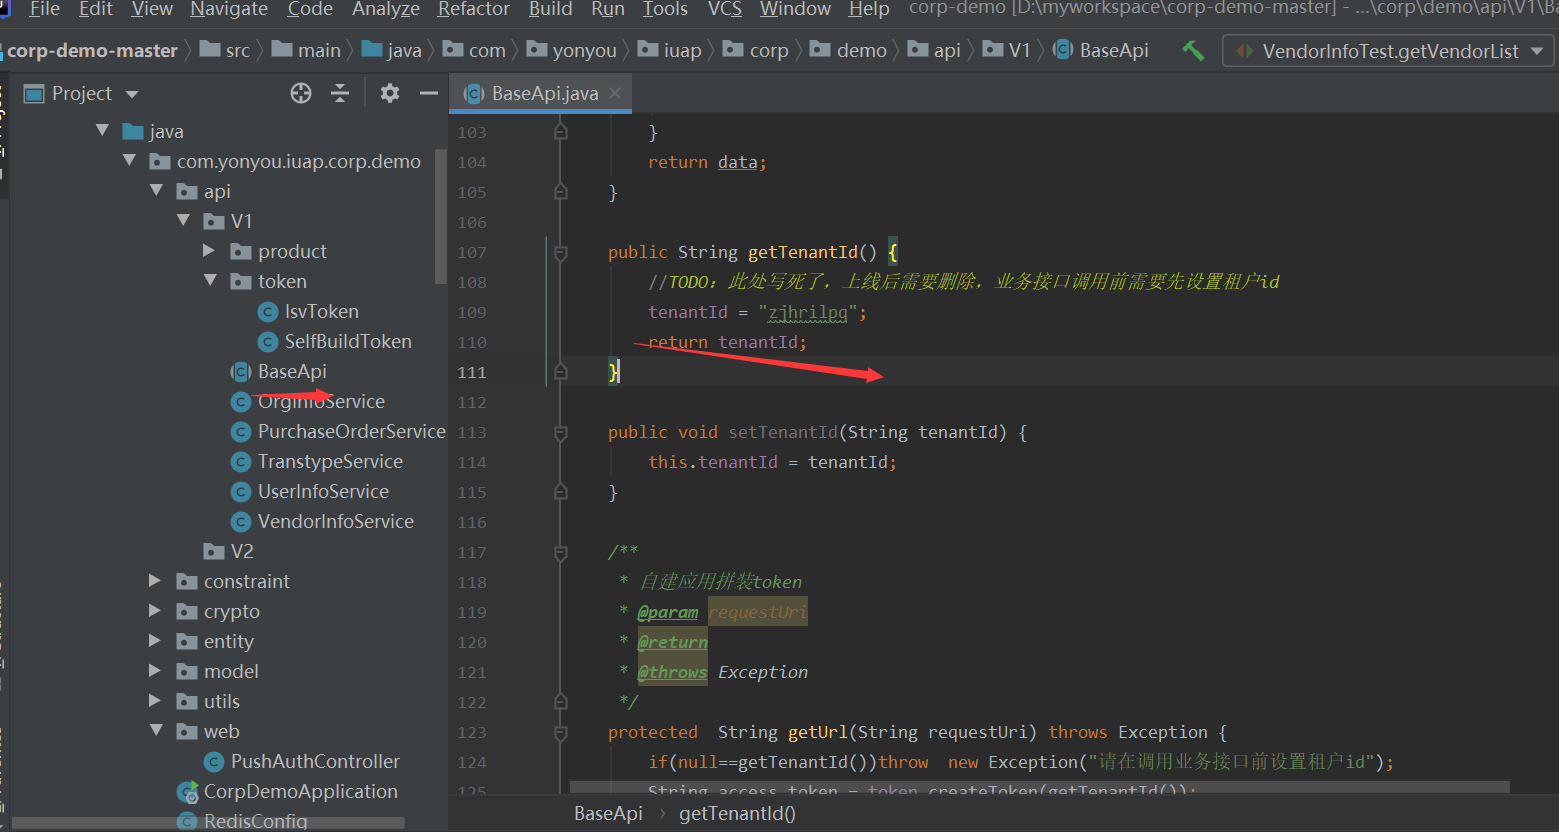 File Edit View Navigate Code Analyze Refactor Build Run Tools VCS Window Help corp-demo [D:\myworkspace\corp-demo-master] - ...\corp\demo\api\V1\Ba
corp-demo-master src main java com yonyou iuap corp demo api V1 BaseApi VendorInfoTest.getVendorList
Project
BaseApi.java
java
com.yonyou.iuap.corp.demo
api
V1
product
token
IsvToken
SelfBuildToken
BaseApi
OrgInfoService
PurchaseOrderService
TranstypeService
UserInfoService
VendorInfoService
V2
constraint
crypto
entity
model
utils
web
PushAuthController
CorpDemoApplication
RedisConfig
103 }
104 return data;
105 }
106
107 public String getTenantId() {
108 //TODO：此处写死了，上线后需要删除，业务接口调用前需要先设置租户id
109 tenantId = "zjhrilpq";
110 return tenantId;
111 }
112
113 public void setTenantId(String tenantId) {
114 this.tenantId = tenantId;
115 }
116
117 /**
118 * 自建应用拼装token
119 * @param requestUri
120 * @return
121 * @throws Exception
122 */
123 protected String getUrl(String requestUri) throws Exception {
124 if(null==getTenantId())throw new Exception("请在调用业务接口前设置租户id");
125 String access_token = token.createToken(getTenantId());
BaseApi getTenantId()